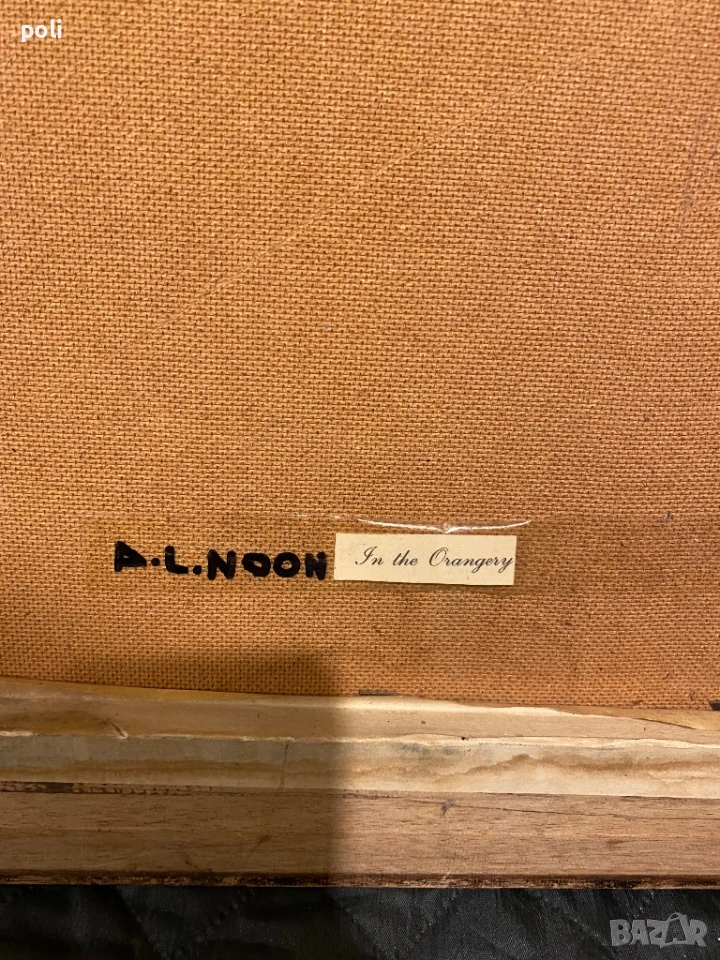 poli
A.L.NOON
In the Orangery
BAZAR